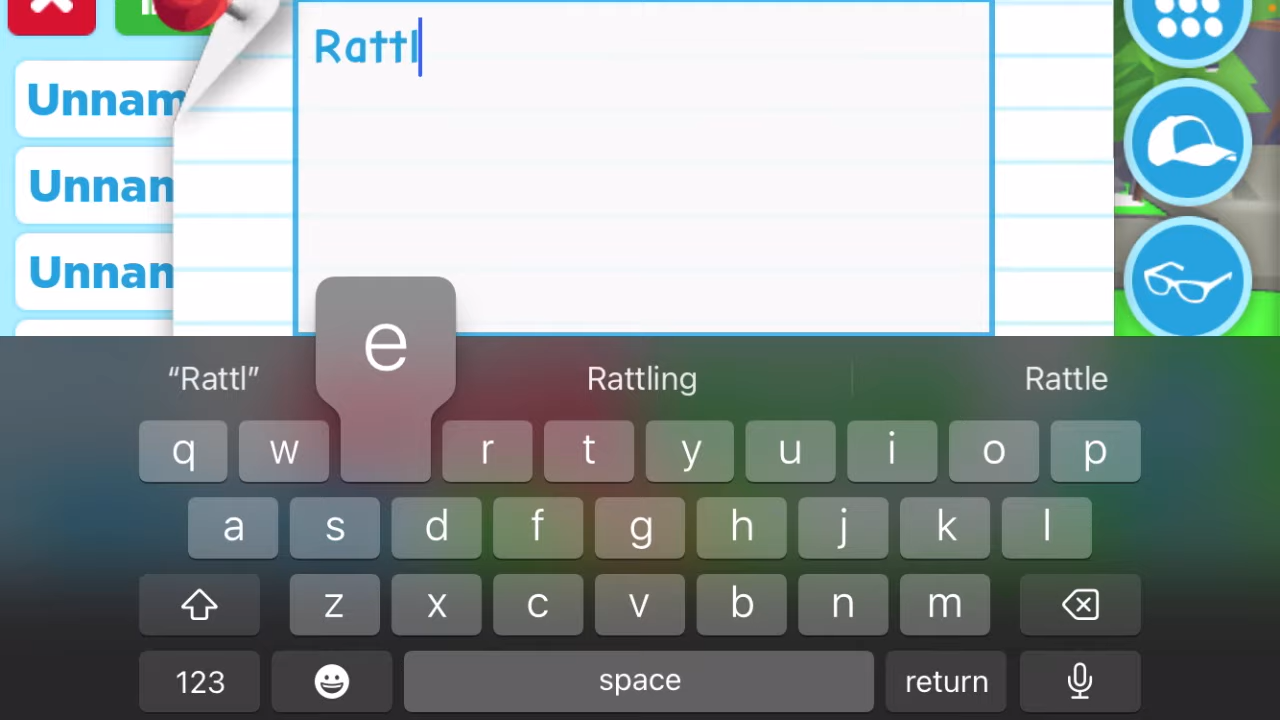 Rattl
Unnam
Unnan
Unnan
e
“Rattl” Rattling Rattle
q w r t y u i o p
a s d f g h j k l
z x c v b n m
123 space return